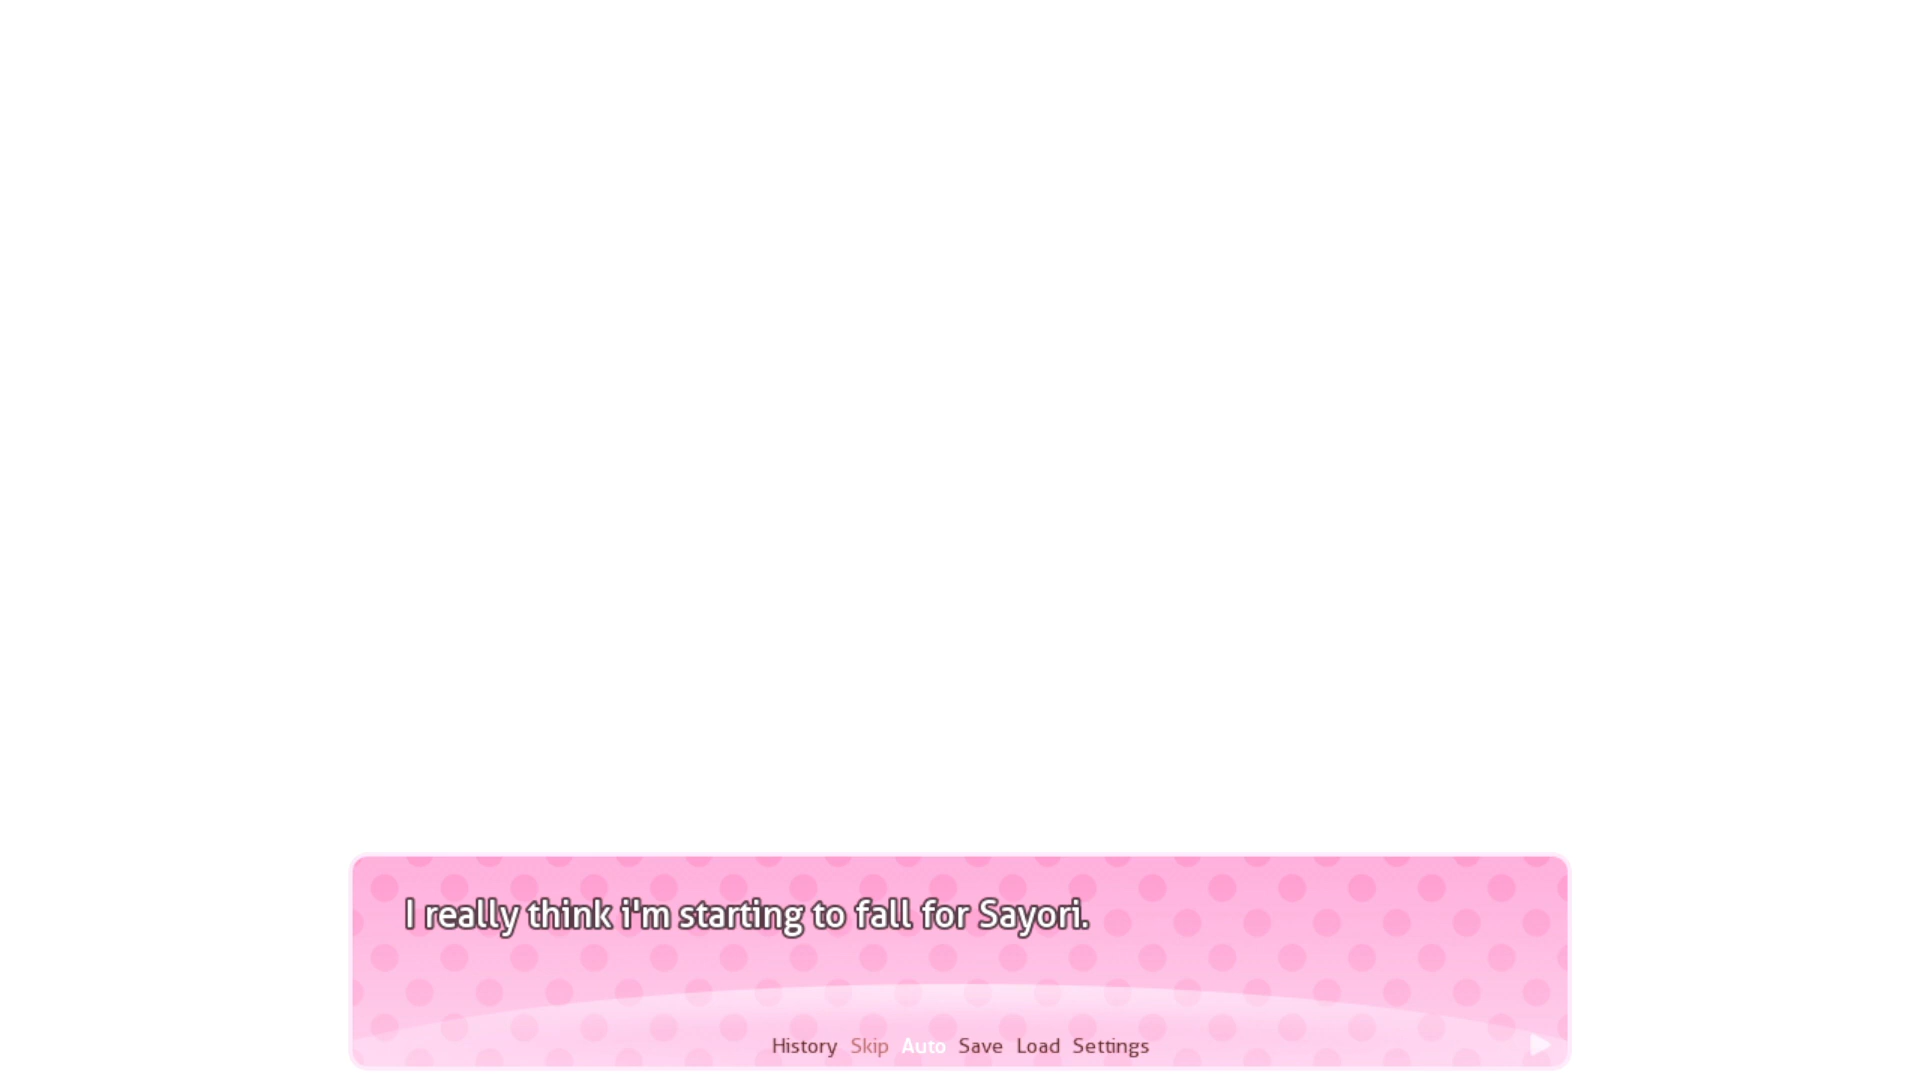 I really think i'm starting to fall for Sayori.
History Skip Auto Save Load Settings